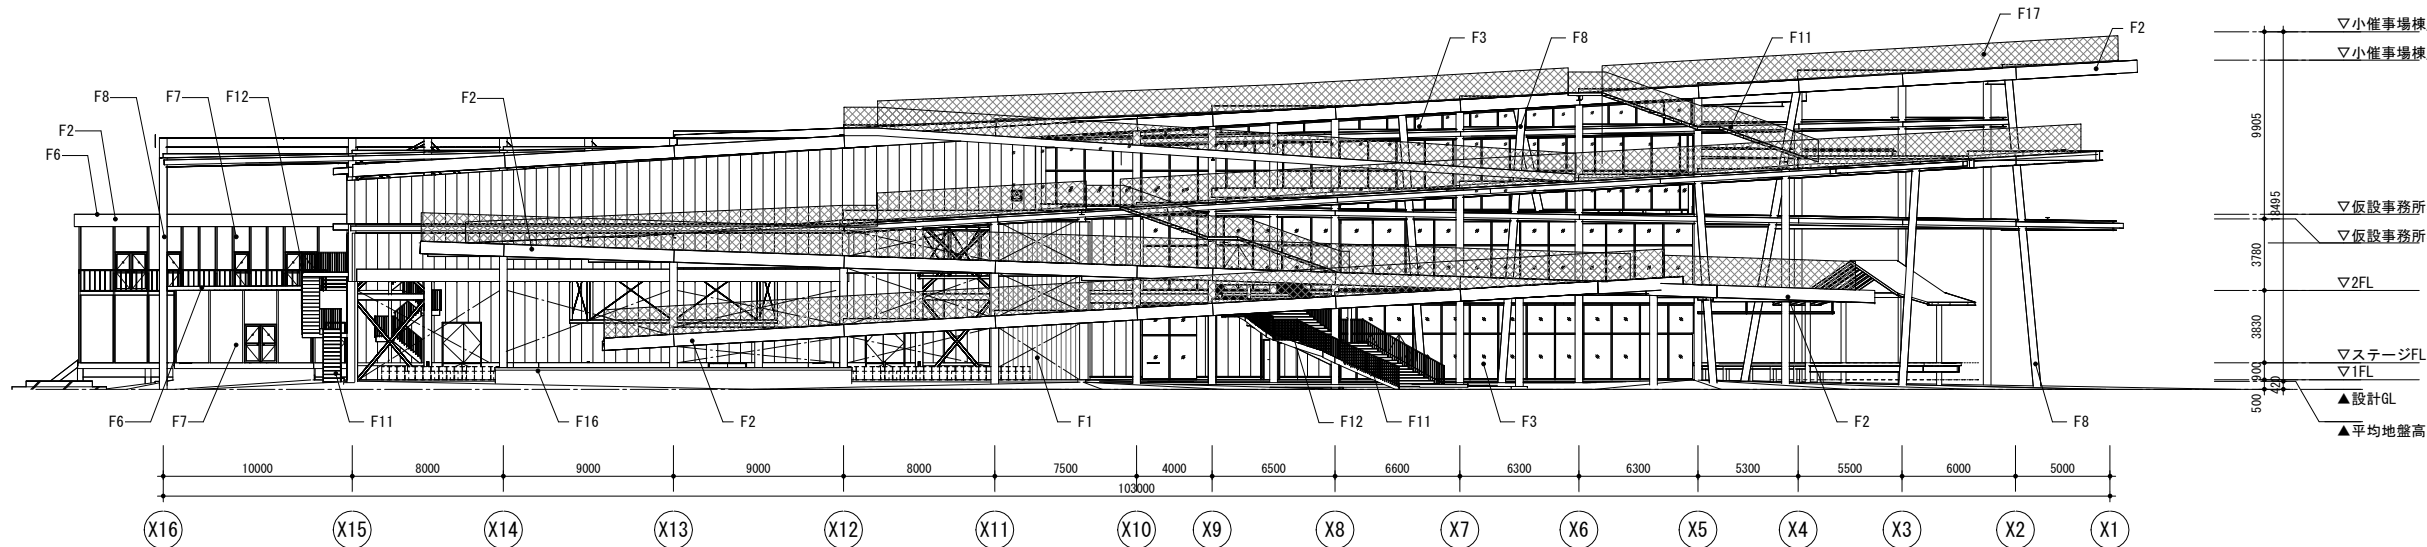 F17
▽小催事場棟
F3
F8
F11
F2
▽小催事場棟
F8
F7
F12
F2
F2
F6
9905
18495
▽仮設事務所
▽仮設事務所
3780
▽2FL
3830
▽ステージFL
900
▽1FL
420
500
▲設計GL
▲平均地盤高
F6
F7
F11
F16
F2
F1
F12
F11
F3
F2
F8
10000
8000
9000
9000
8000
7500
4000
6500
6600
6300
6300
5300
5500
6000
5000
103000
X16
X15
X14
X13
X12
X11
X10
X9
X8
X7
X6
X5
X4
X3
X2
X1